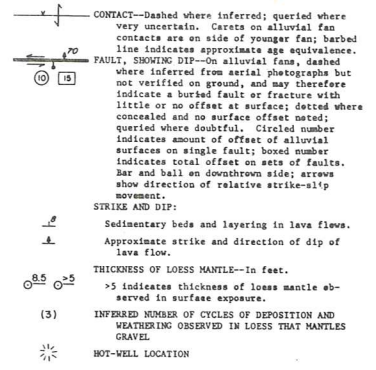 CONTACT--Dashed where inferred; queried where
very uncertain. Carets on alluvial fan
contacts are on side of younger fan; barbed
line indicates approximate age equivalence.
70
FAULT, SHOWING DIP--On alluvial fans, dashed
where inferred from aerial photographs but
not verified on ground, and may therefore
10 15
indicate a buried fault or fracture with
little or no offset at surface; dotted where
concealed and no surface offset noted;
queried where doubtful. Circled number
indicates amount of offset of alluvial
surfaces on single fault; boxed number
indicates total offset on sets of faults.
Bar and ball on downthrown side; arrows
show direction of relative strike-slip
movement.
STRIKE AND DIP:
8
Sedimentary beds and layering in lava flows.
Approximate strike and direction of dip of
lava flow.
THICKNESS OF LOESS MANTLE--In feet.
8.5 >5
>5 indicates thickness of loess mantle ob-
served in surface exposure.
(3) INFERRED NUMBER OF CYCLES OF DEPOSITION AND
WEATHERING OBSERVED IN LOESS THAT MANTLES
GRAVEL
HOT-WELL LOCATION